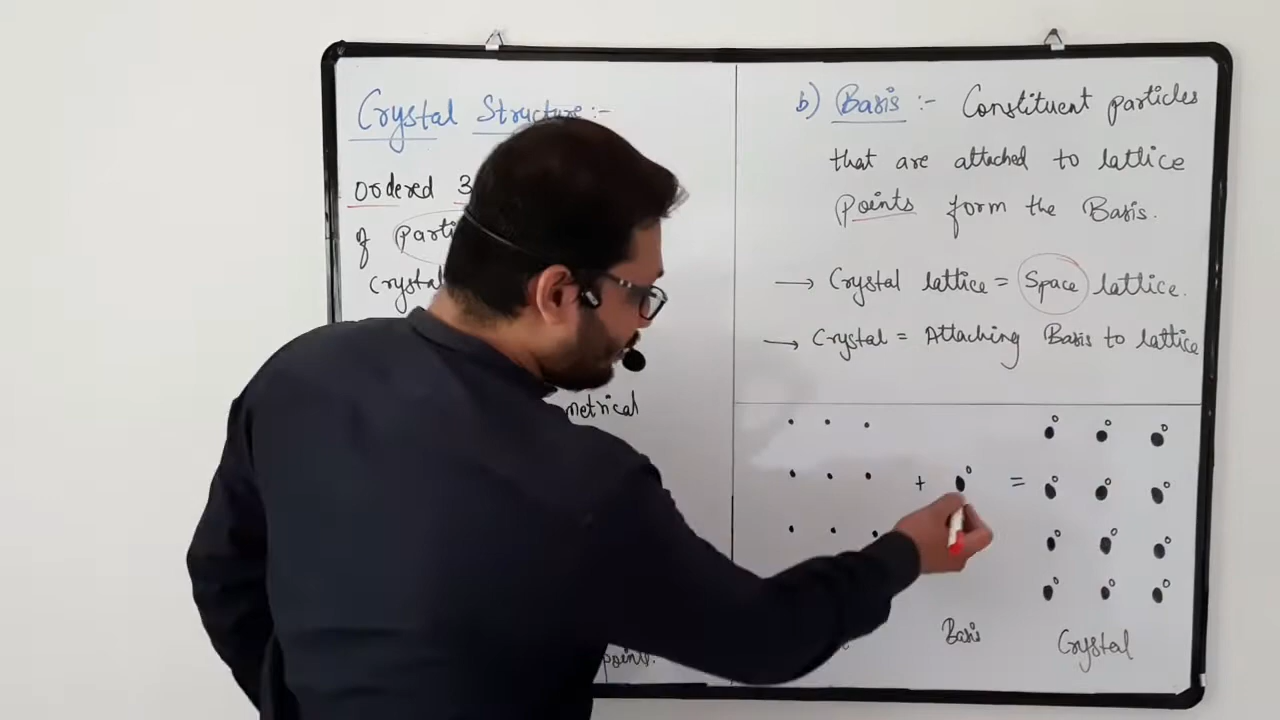 Crystal Structure :-
Ordered 3
of
crystal
metrical
points.
b) Basis :- Constituent particles
that are attached to lattice
points form the Basis.
→ Crystal lattice = Space lattice.
→ Crystal = Attaching Basis to lattice
+ =
Basis Crystal